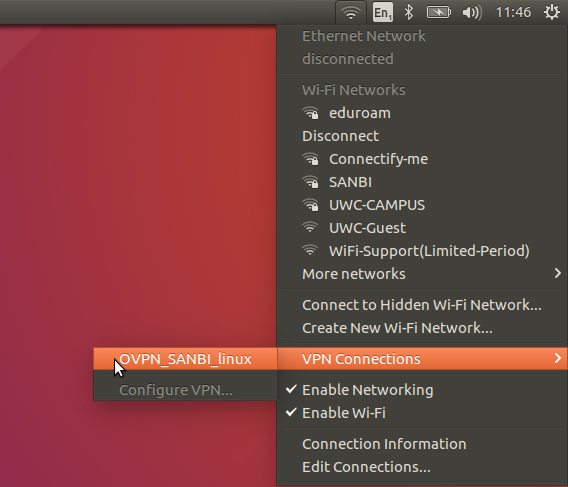 En1 11:46
Ethernet Network
disconnected
Wi-Fi Networks
eduroam
Disconnect
Connectify-me
SANBI
UWC-CAMPUS
UWC-Guest
WiFi-Support(Limited-Period)
More networks
Connect to Hidden Wi-Fi Network...
Create New Wi-Fi Network...
VPN Connections
OVPN_SANBI_linux
Configure VPN...
Enable Networking
Enable Wi-Fi
Connection Information
Edit Connections...